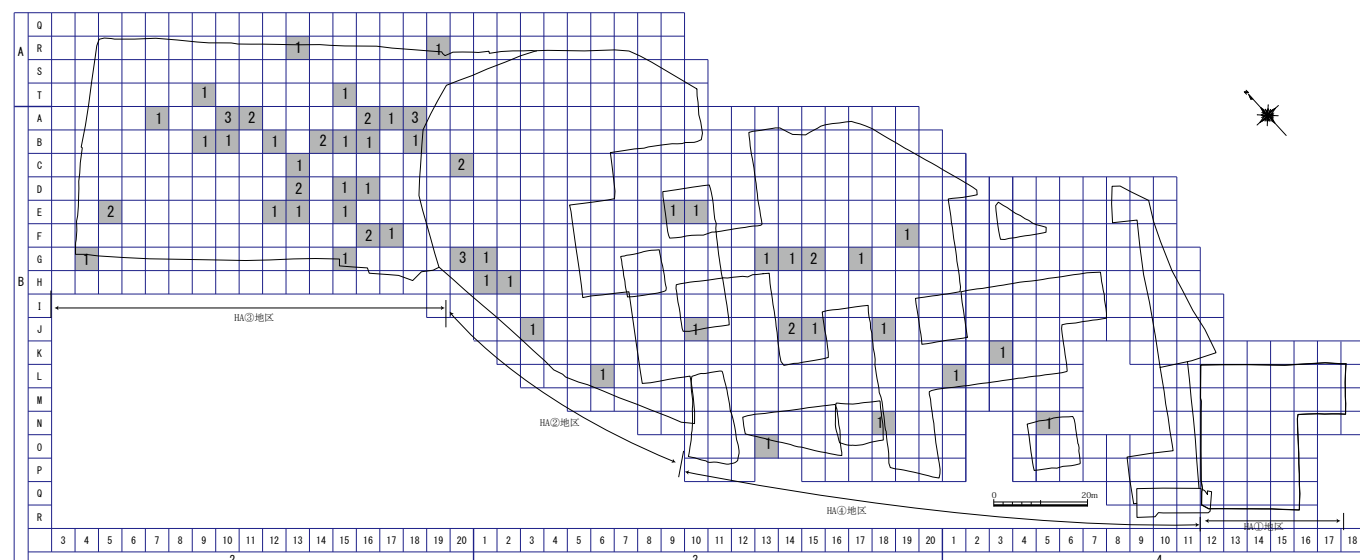 Q
A
R 1 1
S
T 1 1
A 1 3 2 2 1 3
B 1 1 1 2 1 1 1
C 1 2
D 2 1 1
E 2 1 1 1 1 1
F 2 1 1
G 1 1 3 1 1 1 2 1
B
H 1 1
I
HA③地区
J 1 1 2 1 1
K 1
L 1 1
M
HA②地区
N 1 1
O 1
P
Q
0 20m
HA④地区
R
HA①地区
3 4 5 6 7 8 9 10 11 12 13 14 15 16 17 18 19 20 1 2 3 4 5 6 7 8 9 10 11 12 13 14 15 16 17 18 19 20 1 2 3 4 5 6 7 8 9 10 11 12 13 14 15 16 17 18
2 3 4